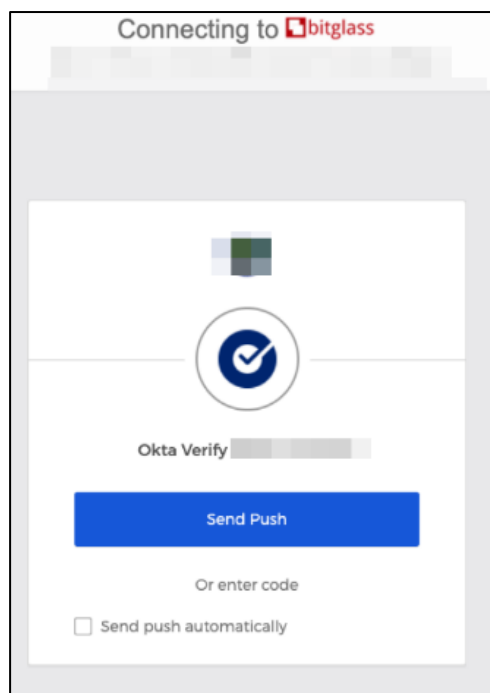 Connecting to bitglass
Okta Verify
Send Push
Or enter code
Send push automatically